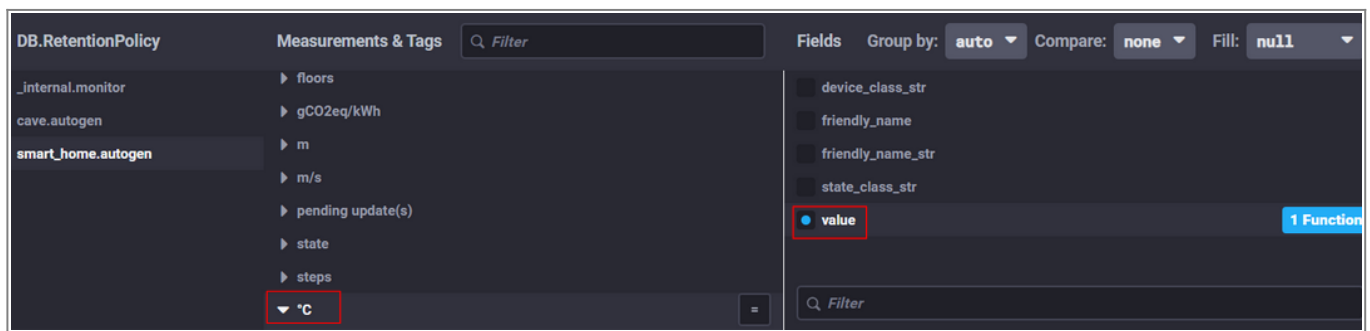 DB.RetentionPolicy
_internal.monitor
cave.autogen
smart_home.autogen
Measurements & Tags Filter
floors
gCO2eq/kWh
m
m/s
pending update(s)
state
steps
°C =
Fields Group by: auto Compare: none Fill: null
device_class_str
friendly_name
friendly_name_str
state_class_str
value 1 Function
Filter